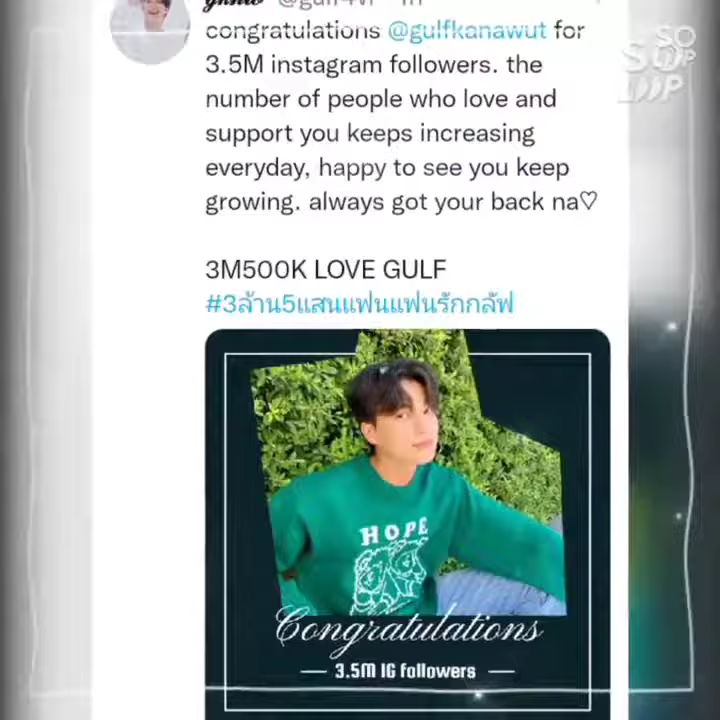 congratulations @gulfkanawut for
3.5M instagram followers. the
number of people who love and
support you keeps increasing
everyday, happy to see you keep
growing. always got your back na♡
3M500K LOVE GULF
#3ล้าน5แสนแฟนแฟนรักกลัฟ
HOPE
Congratulations
3.5M IG followers